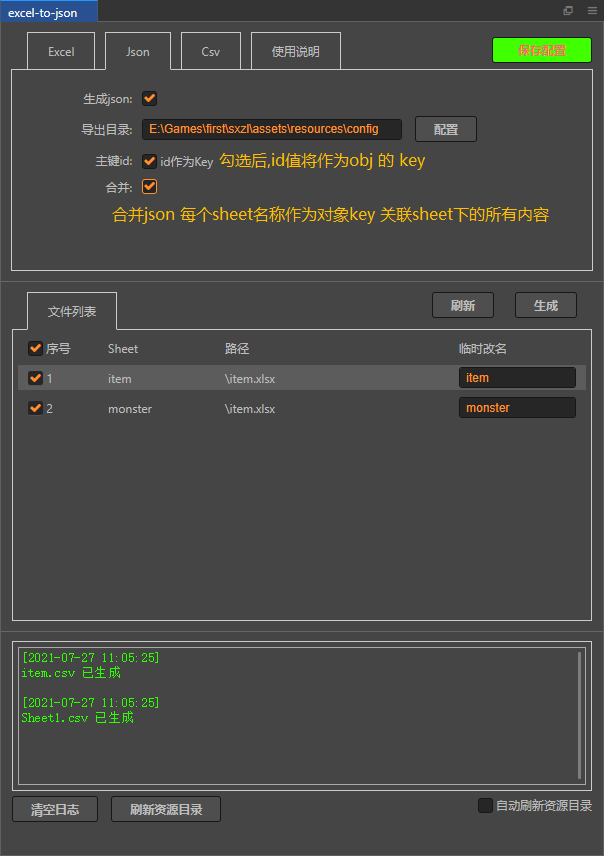 excel-to-json
Excel Json Csv 使用说明 保存配置
生成json:
导出目录: E:\Games\first\sxzl\assets\resources\config 配置
主键id: id作为Key 勾选后,id值将作为obj 的 key
合并:
合并json 每个sheet名称作为对象key 关联sheet下的所有内容
文件列表 刷新 生成
序号 Sheet 路径 临时改名
1 item \item.xlsx item
2 monster \item.xlsx monster
[2021-07-27 11:05:25]
item.csv 已生成
[2021-07-27 11:05:25]
Sheet1.csv 已生成
清空日志 刷新资源目录 自动刷新资源目录